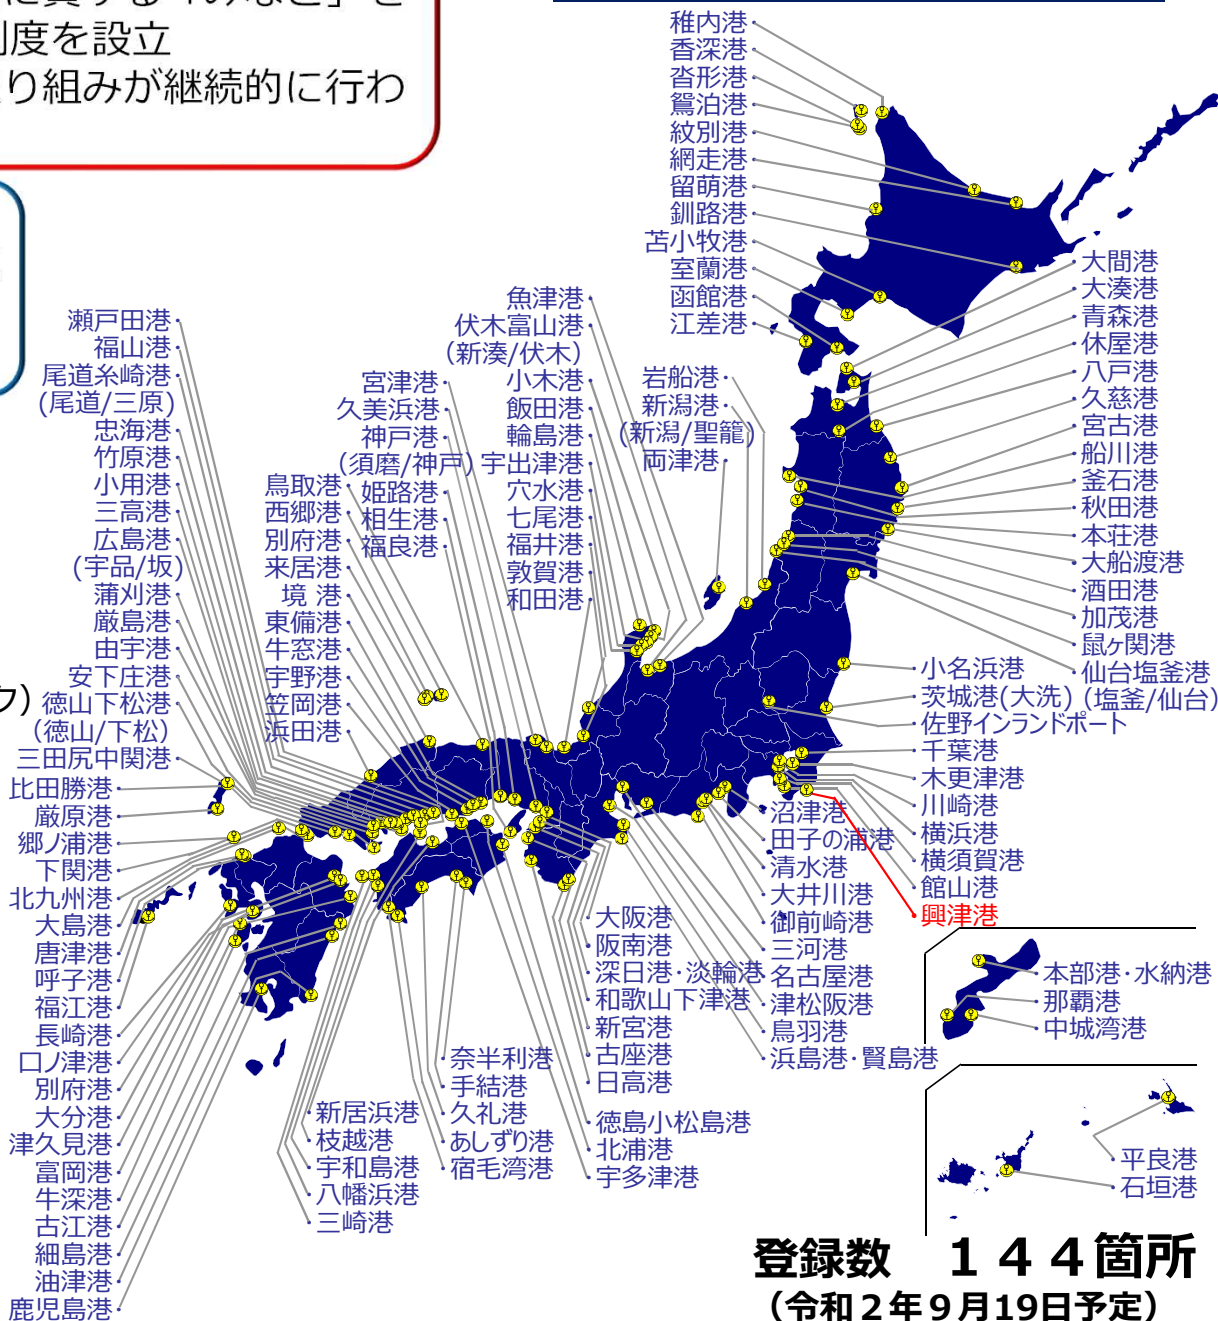 に資する「みなと」を
制度を設立
り組みが継続的に行わ
ク)
稚内港
香深港
沓形港
鴛泊港
紋別港
網走港
留萌港
釧路港
苫小牧港
室蘭港
函館港
江差港
大間港
大湊港
青森港
休屋港
八戸港
久慈港
宮古港
船川港
釜石港
秋田港
本荘港
大船渡港
酒田港
加茂港
鼠ヶ関港
仙台塩釜港
(塩釜/仙台)
小名浜港
茨城港(大洗)
佐野インランドポート
千葉港
木更津港
川崎港
横浜港
横須賀港
館山港
興津港
岩船港
新潟港
(新潟/聖籠)
両津港
魚津港
伏木富山港
(新湊/伏木)
小木港
飯田港
輪島港
宇出津港
穴水港
七尾港
福井港
敦賀港
和田港
宮津港
久美浜港
神戸港
(須磨/神戸)
姫路港
相生港
福良港
鳥取港
西郷港
別府港
来居港
境 港
東備港
牛窓港
宇野港
笠岡港
浜田港
瀬戸田港
福山港
尾道糸崎港
(尾道/三原)
忠海港
竹原港
小用港
三高港
広島港
(宇品/坂)
蒲刈港
厳島港
由宇港
安下庄港
徳山下松港
(徳山/下松)
三田尻中関港
比田勝港
厳原港
郷ノ浦港
下関港
北九州港
大島港
唐津港
呼子港
福江港
長崎港
口ノ津港
別府港
大分港
津久見港
富岡港
牛深港
古江港
細島港
油津港
鹿児島港
新居浜港
枝越港
宇和島港
八幡浜港
三崎港
奈半利港
手結港
久礼港
あしずり港
宿毛湾港
徳島小松島港
北浦港
宇多津港
大阪港
阪南港
深日港・淡輪港
和歌山下津港
新宮港
古座港
日高港
沼津港
田子の浦港
清水港
大井川港
御前崎港
三河港
名古屋港
津松阪港
鳥羽港
浜島港・賢島港
本部港・水納港
那覇港
中城湾港
平良港
石垣港
登録数 144箇所
(令和2年9月19日予定)